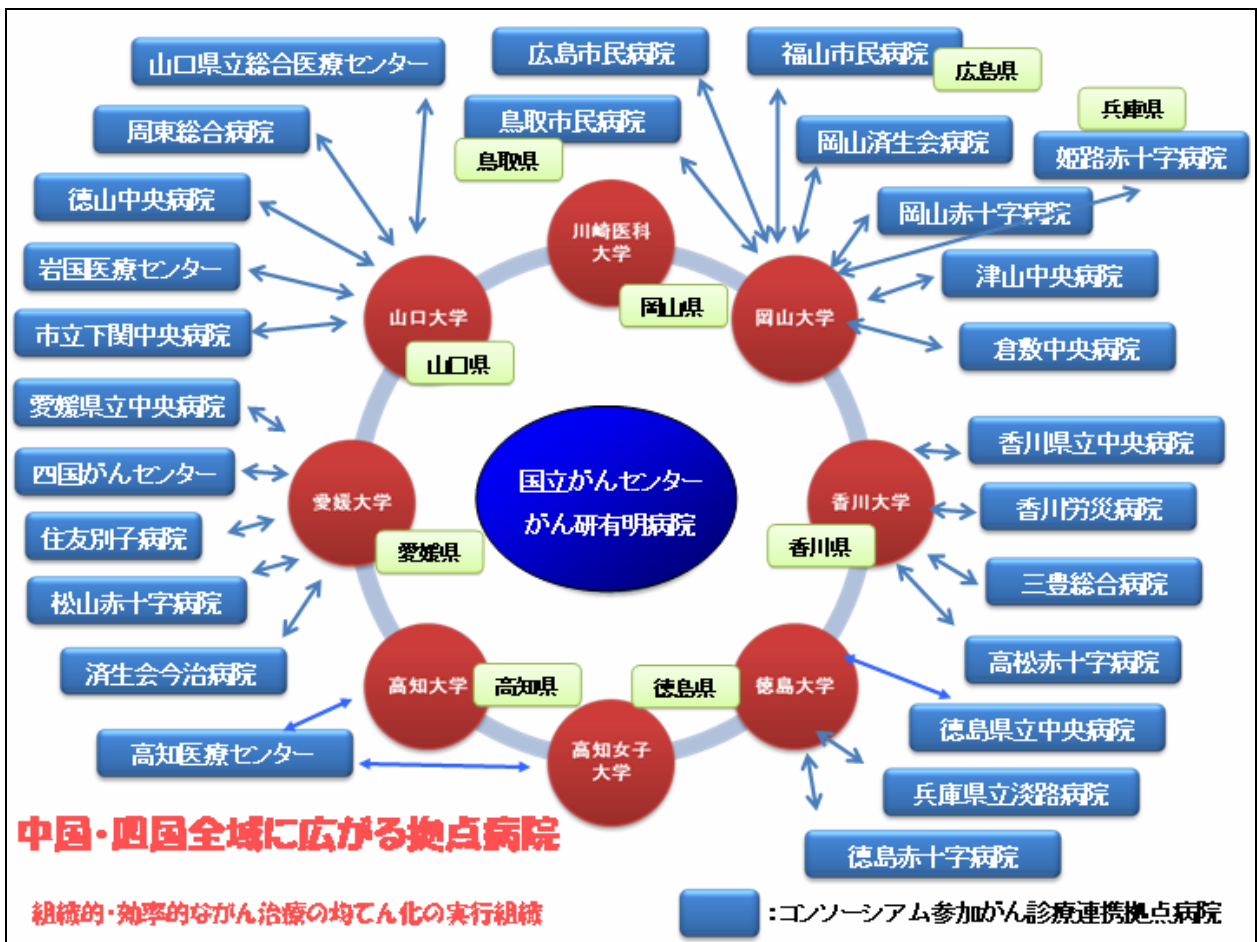 広島市民病院
福山市民病院
山口県立総合医療センター
広島県
兵庫県
鳥取市民病院
周東総合病院
岡山済生会病院
鳥取県
姫路赤十字病院
徳山中央病院
岡山赤十字病院
川崎医科
大学
岩国医療センター
津山中央病院
岡山県
山口大学
岡山大学
市立下関中央病院
倉敷中央病院
山口県
愛媛県立中央病院
香川県立中央病院
四国がんセンター
国立がんセンター
がん研有明病院
愛媛大学
香川大学
香川労災病院
住友別子病院
愛媛県
香川県
三豊総合病院
松山赤十字病院
済生会今治病院
高松赤十字病院
高知大学
高知県
徳島県
徳島大学
徳島県立中央病院
高知医療センター
高知女子
大学
兵庫県立淡路病院
中国・四国全域に広がる拠点病院
徳島赤十字病院
組織的・効率的ながん治療の均てん化の実行組織
:コンソーシアム参加がん診療連携拠点病院